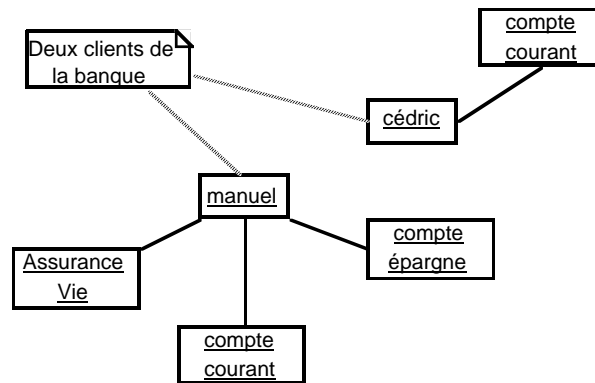 compte
courant
Deux clients de
la banque
cédric
manuel
compte
épargne
Assurance
Vie
compte
courant